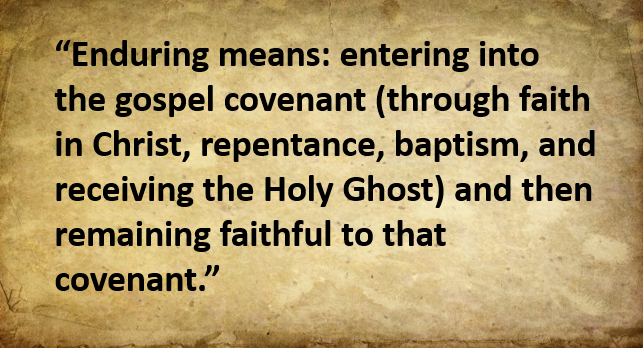 “Enduring means: entering into
the gospel covenant (through faith
in Christ, repentance, baptism, and
receiving the Holy Ghost) and then
remaining faithful to that
covenant.”